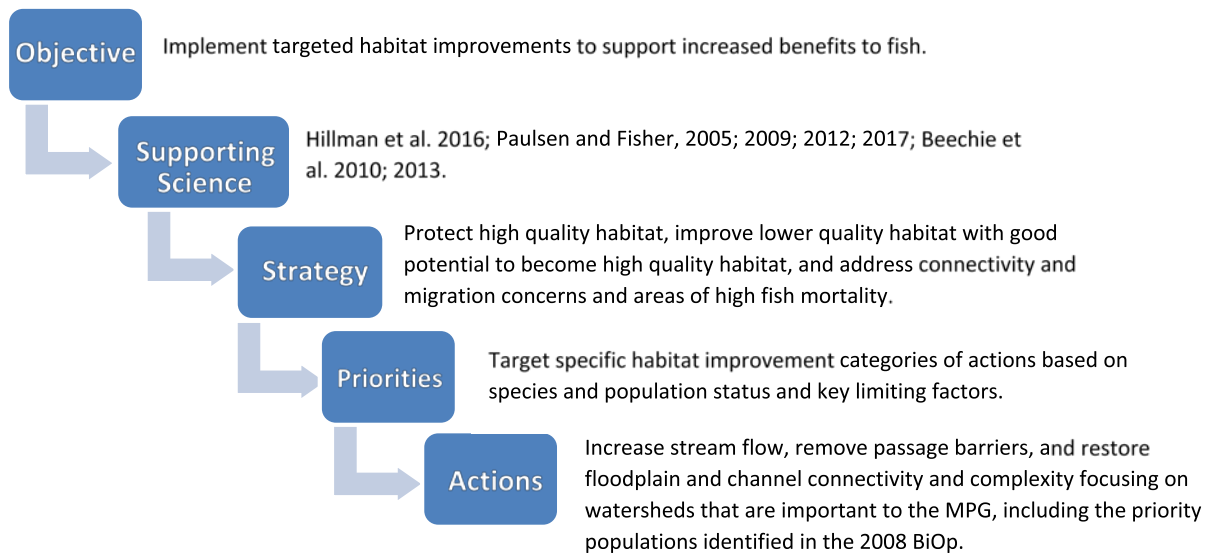 Objective
Implement targeted habitat improvements to support increased benefits to fish.
Supporting
Science
Hillman et al. 2016; Paulsen and Fisher, 2005; 2009; 2012; 2017; Beechie et
al. 2010; 2013.
Strategy
Protect high quality habitat, improve lower quality habitat with good
potential to become high quality habitat, and address connectivity and
migration concerns and areas of high fish mortality.
Priorities
Target specific habitat improvement categories of actions based on
species and population status and key limiting factors.
Actions
Increase stream flow, remove passage barriers, and restore
floodplain and channel connectivity and complexity focusing on
watersheds that are important to the MPG, including the priority
populations identified in the 2008 BiOp.